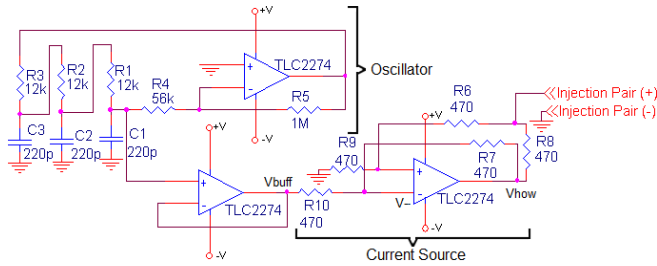 +V
R3
12k
R2
12k
R1
12k
R4
56k
+
-
TLC2274
R5
1M
-V
Oscillator
C3
220p
C2
220p
C1
220p
+V
+
-
TLC2274
-V
Vbuff
R10
470
R9
470
R6
470
+V
R7
470
R8
470
+
-
V-
TLC2274
Vhow
-V
Injection Pair (+)
Injection Pair (-)
Current Source